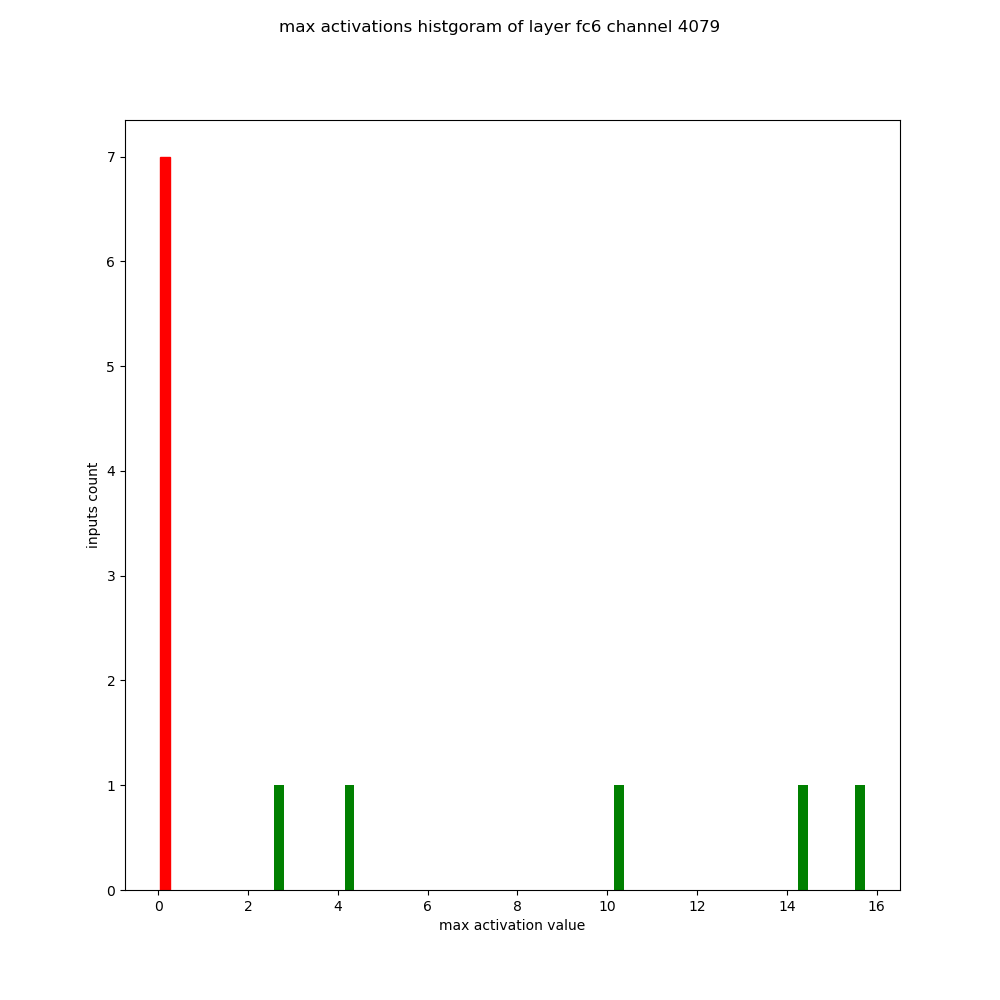 max activations histgoram of layer fc6 channel 4079
7
6
5
4
3
2
1
0
inputs count
0 2 4 6 8 10 12 14 16
max activation value